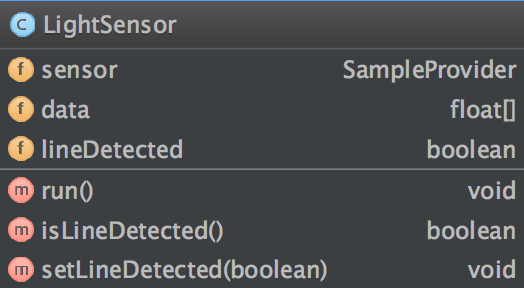 C LightSensor
f sensor SampleProvider
f data float[]
f lineDetected boolean
m run() void
m isLineDetected() boolean
m setLineDetected(boolean) void